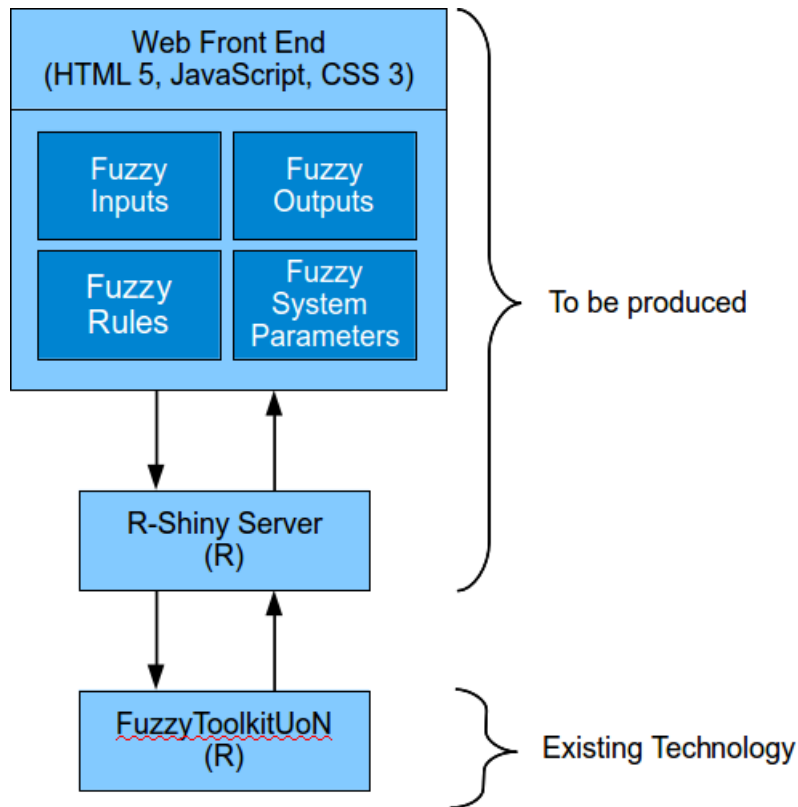 Web Front End
(HTML 5, JavaScript, CSS 3)
Fuzzy
Inputs
Fuzzy
Outputs
Fuzzy
Rules
Fuzzy
System
Parameters
To be produced
R-Shiny Server
(R)
FuzzyToolkitUoN
(R)
Existing Technology